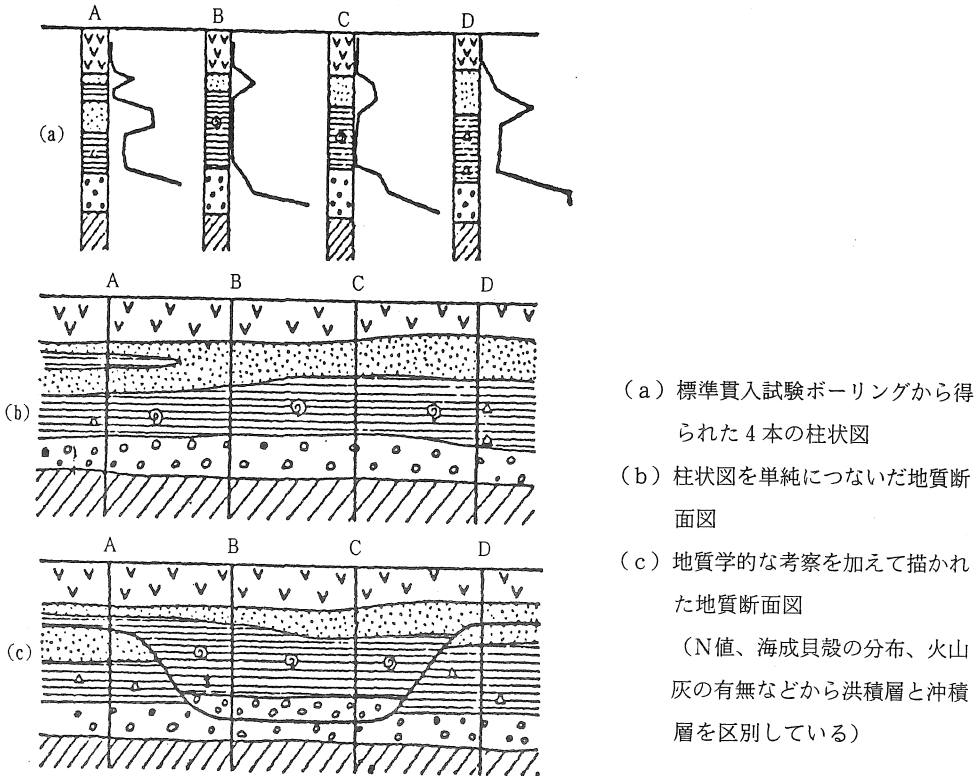 A B C D
(a)
A B C D
(b)
A B C D
(c)
(a)標準貫入試験ボーリングから得
られた4本の柱状図
(b)柱状図を単純につないだ地質断
面図
(c)地質学的な考察を加えて描かれ
た地質断面図
(N値、海成貝殻の分布、火山
灰の有無などから洪積層と沖積
層を区別している)